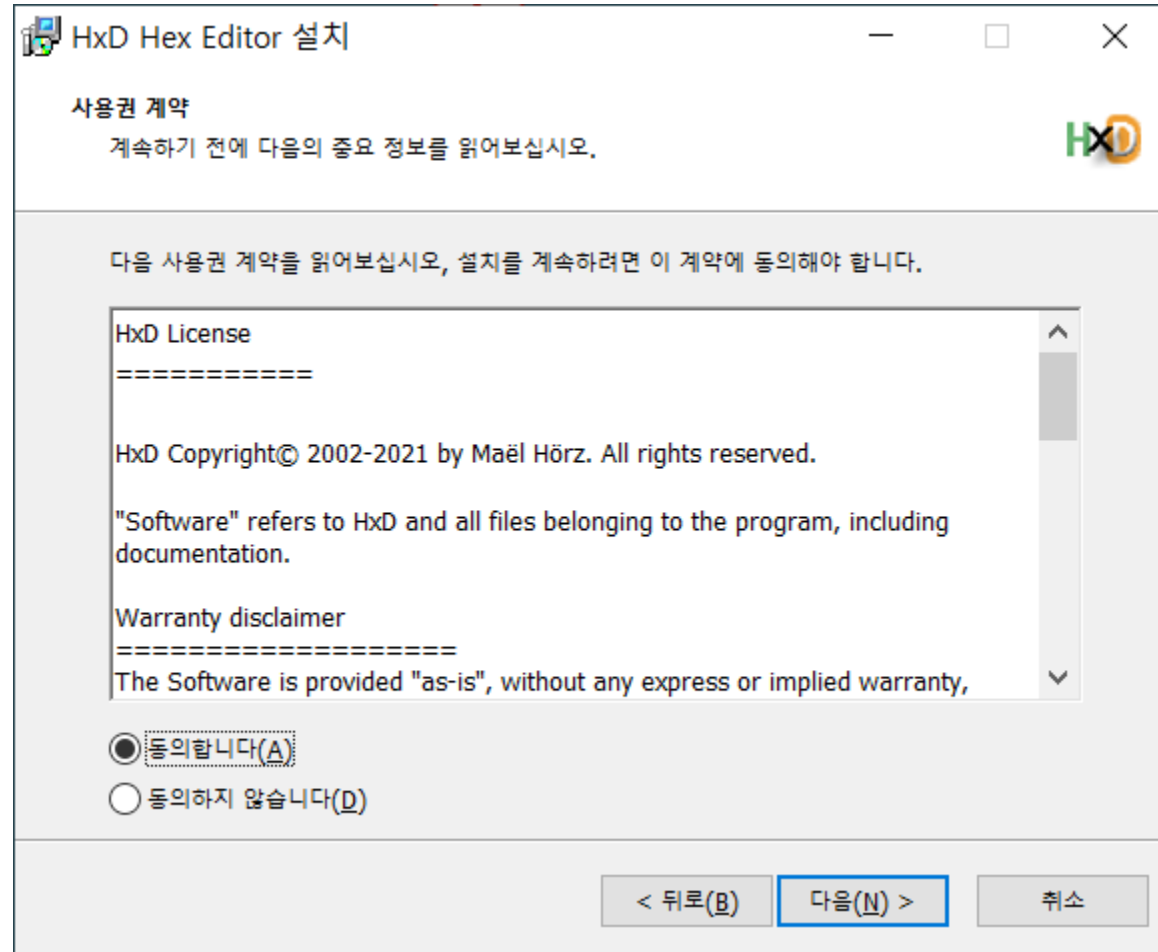 HxD Hex Editor 설치
사용권 계약
계속하기 전에 다음의 중요 정보를 읽어보십시오.
HxD
다음 사용권 계약을 읽어보십시오, 설치를 계속하려면 이 계약에 동의해야 합니다.
HxD License
===========
HxD Copyright© 2002-2021 by Maël Hörz. All rights reserved.
"Software" refers to HxD and all files belonging to the program, including
documentation.
Warranty disclaimer
===================
The Software is provided "as-is", without any express or implied warranty,
동의합니다(A)
동의하지 않습니다(D)
< 뒤로(B) 다음(N) > 취소